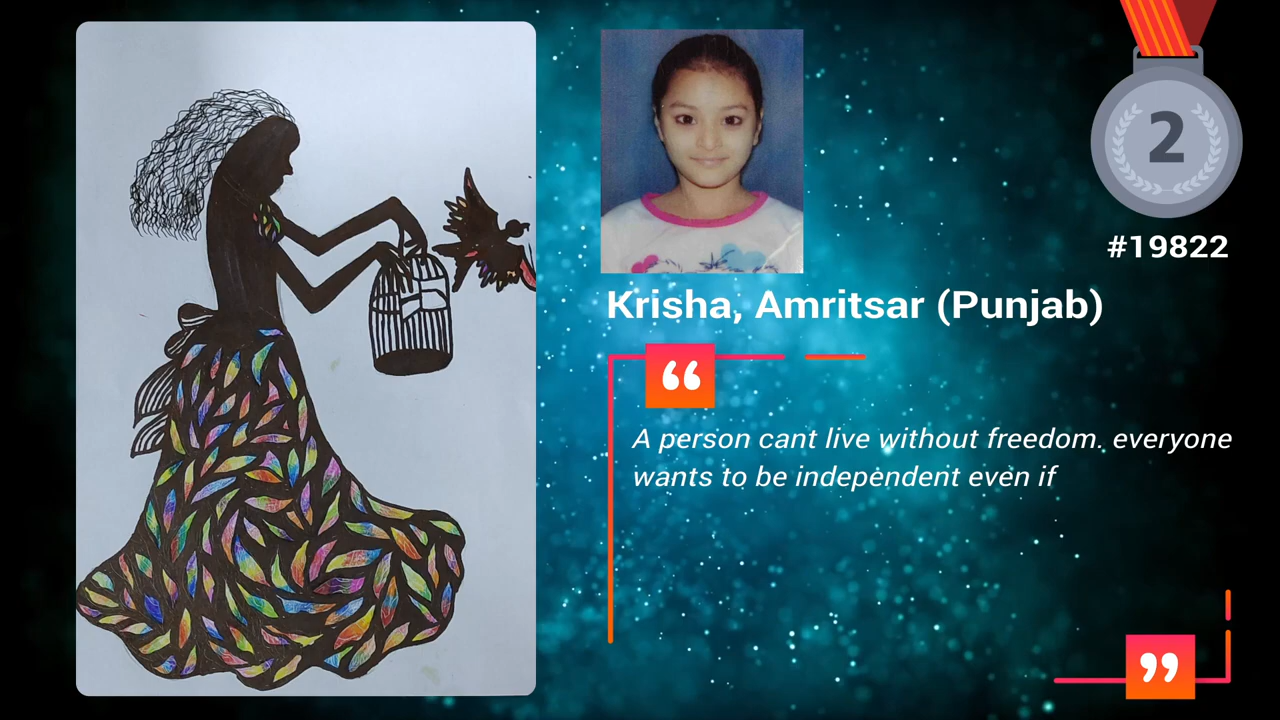 2
#19822
Krisha, Amritsar (Punjab)
“
A person cant live without freedom. everyone
wants to be independent even if
”